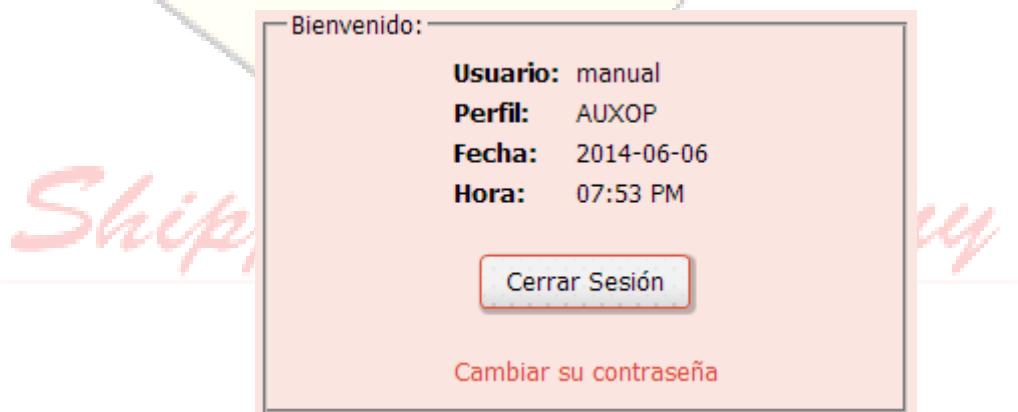 Bienvenido:
Usuario: manual
Perfil: AUXOP
Fecha: 2014-06-06
Hora: 07:53 PM
Cerrar Sesión
Cambiar su contraseña